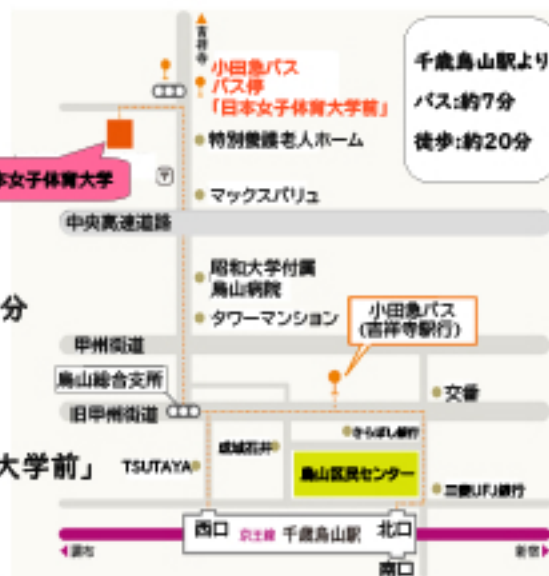 吉祥寺
小田急バス
バス停
「日本女子体育大学前」
千歳烏山駅より
バス:約7分
徒歩:約20分
特別養護老人ホーム
本女子体育大学
マックスバリュ
中央高速道路
昭和大学付属
烏山病院
分
タワーマンション
小田急バス
(吉祥寺駅行)
甲州街道
烏山総合支所
交番
旧甲州街道
きらぼし銀行
成城石井
大学前」
TSUTAYA
烏山区民センター
三菱UFJ銀行
西口
京王線 千歳烏山駅
北口
調布
新宿
南口